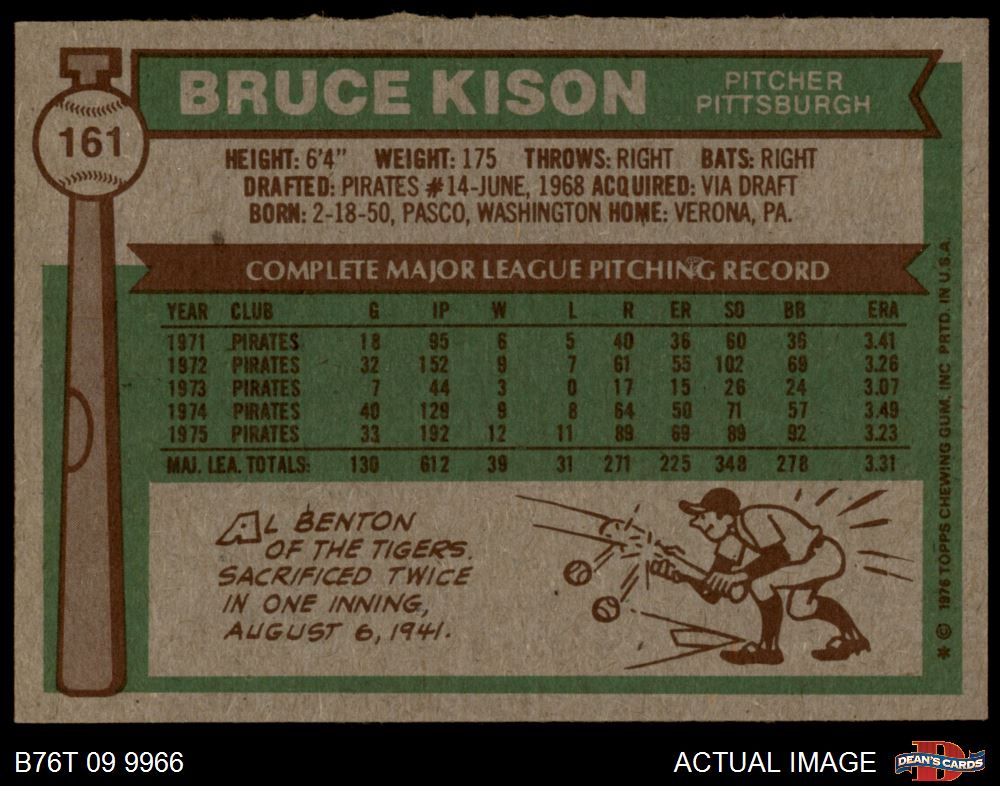 BRUCE KISON
PITCHER
PITTSBURGH
161
HEIGHT: 6'4" WEIGHT: 175 THROWS: RIGHT BATS: RIGHT
DRAFTED: PIRATES #14-JUNE, 1968 ACQUIRED: VIA DRAFT
BORN: 2-18-50, PASCO, WASHINGTON HOME: VERONA, PA.
COMPLETE MAJOR LEAGUE PITCHING RECORD
YEAR CLUB G IP W L R ER SO BB ERA
1971 PIRATES 18 95 6 5 40 36 60 36 3.41
1972 PIRATES 32 152 9 7 61 55 102 69 3.26
1973 PIRATES 7 44 3 0 17 15 26 24 3.07
1974 PIRATES 40 129 9 8 64 50 71 57 3.49
1975 PIRATES 33 192 12 11 89 69 89 92 3.23
MAJ. LEA. TOTALS: 130 612 39 31 271 225 348 278 3.31
AL BENTON
OF THE TIGERS
SACRIFICED TWICE
IN ONE INNING,
AUGUST 6, 1941.
* © 1976 TOPPS CHEWING GUM, INC PRTD. IN U.S.A.
B76T 09 9966
ACTUAL IMAGE
D
DEAN'S CARDS